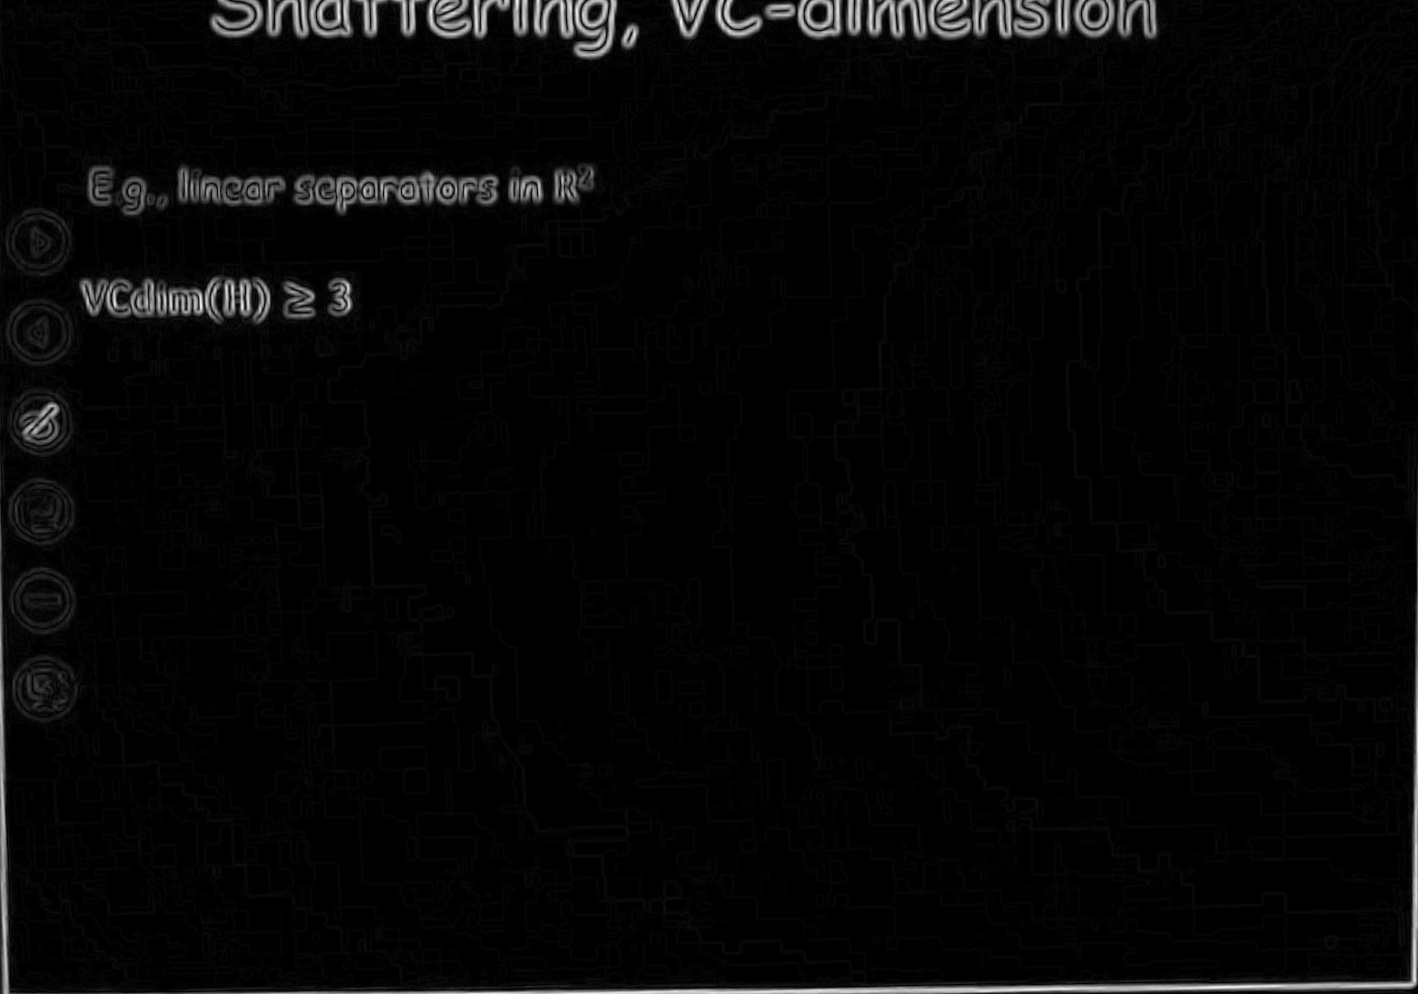 Shattering, VC-dimension
E.g., linear separators in R²
VCdim(H) ≥ 3